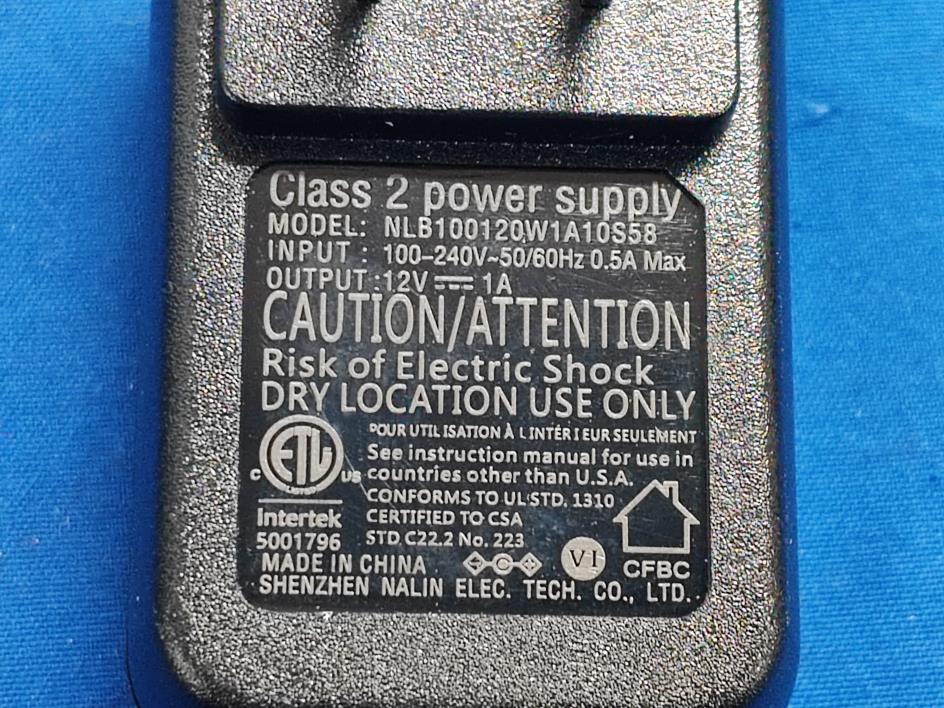 Class 2 power supply
MODEL: NLB100120W1A10S58
INPUT : 100-240V~50/60Hz 0.5A Max
OUTPUT :12V ⎓ 1A
CAUTION/ATTENTION
Risk of Electric Shock
DRY LOCATION USE ONLY
POUR UTILISATION À L INTÉRIEUR SEULEMENT
See instruction manual for use in
countries other than U.S.A.
CONFORMS TO UL STD. 1310
CERTIFIED TO CSA
STD C22.2 No. 223
C ETL US
LISTED
Intertek
5001796
VI
CFBC
MADE IN CHINA
SHENZHEN NALIN ELEC. TECH. CO., LTD.